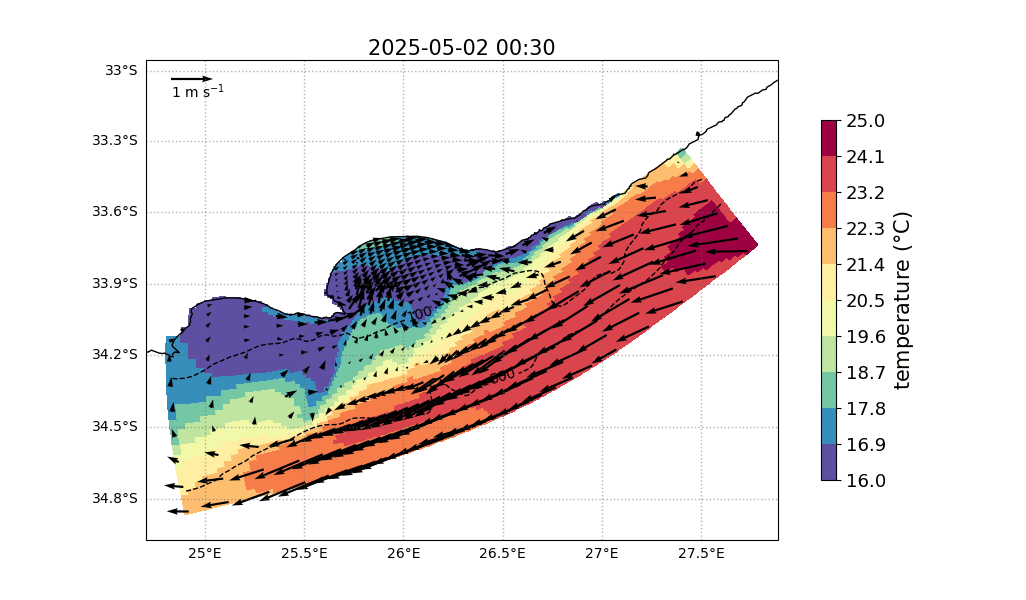 2025-05-02 00:30
1 m s⁻¹
33°S
33.3°S
33.6°S
33.9°S
34.2°S
34.5°S
34.8°S
25°E
25.5°E
26°E
26.5°E
27°E
27.5°E
500
25.0
24.1
23.2
22.3
21.4
20.5
19.6
18.7
17.8
16.9
16.0
temperature (°C)